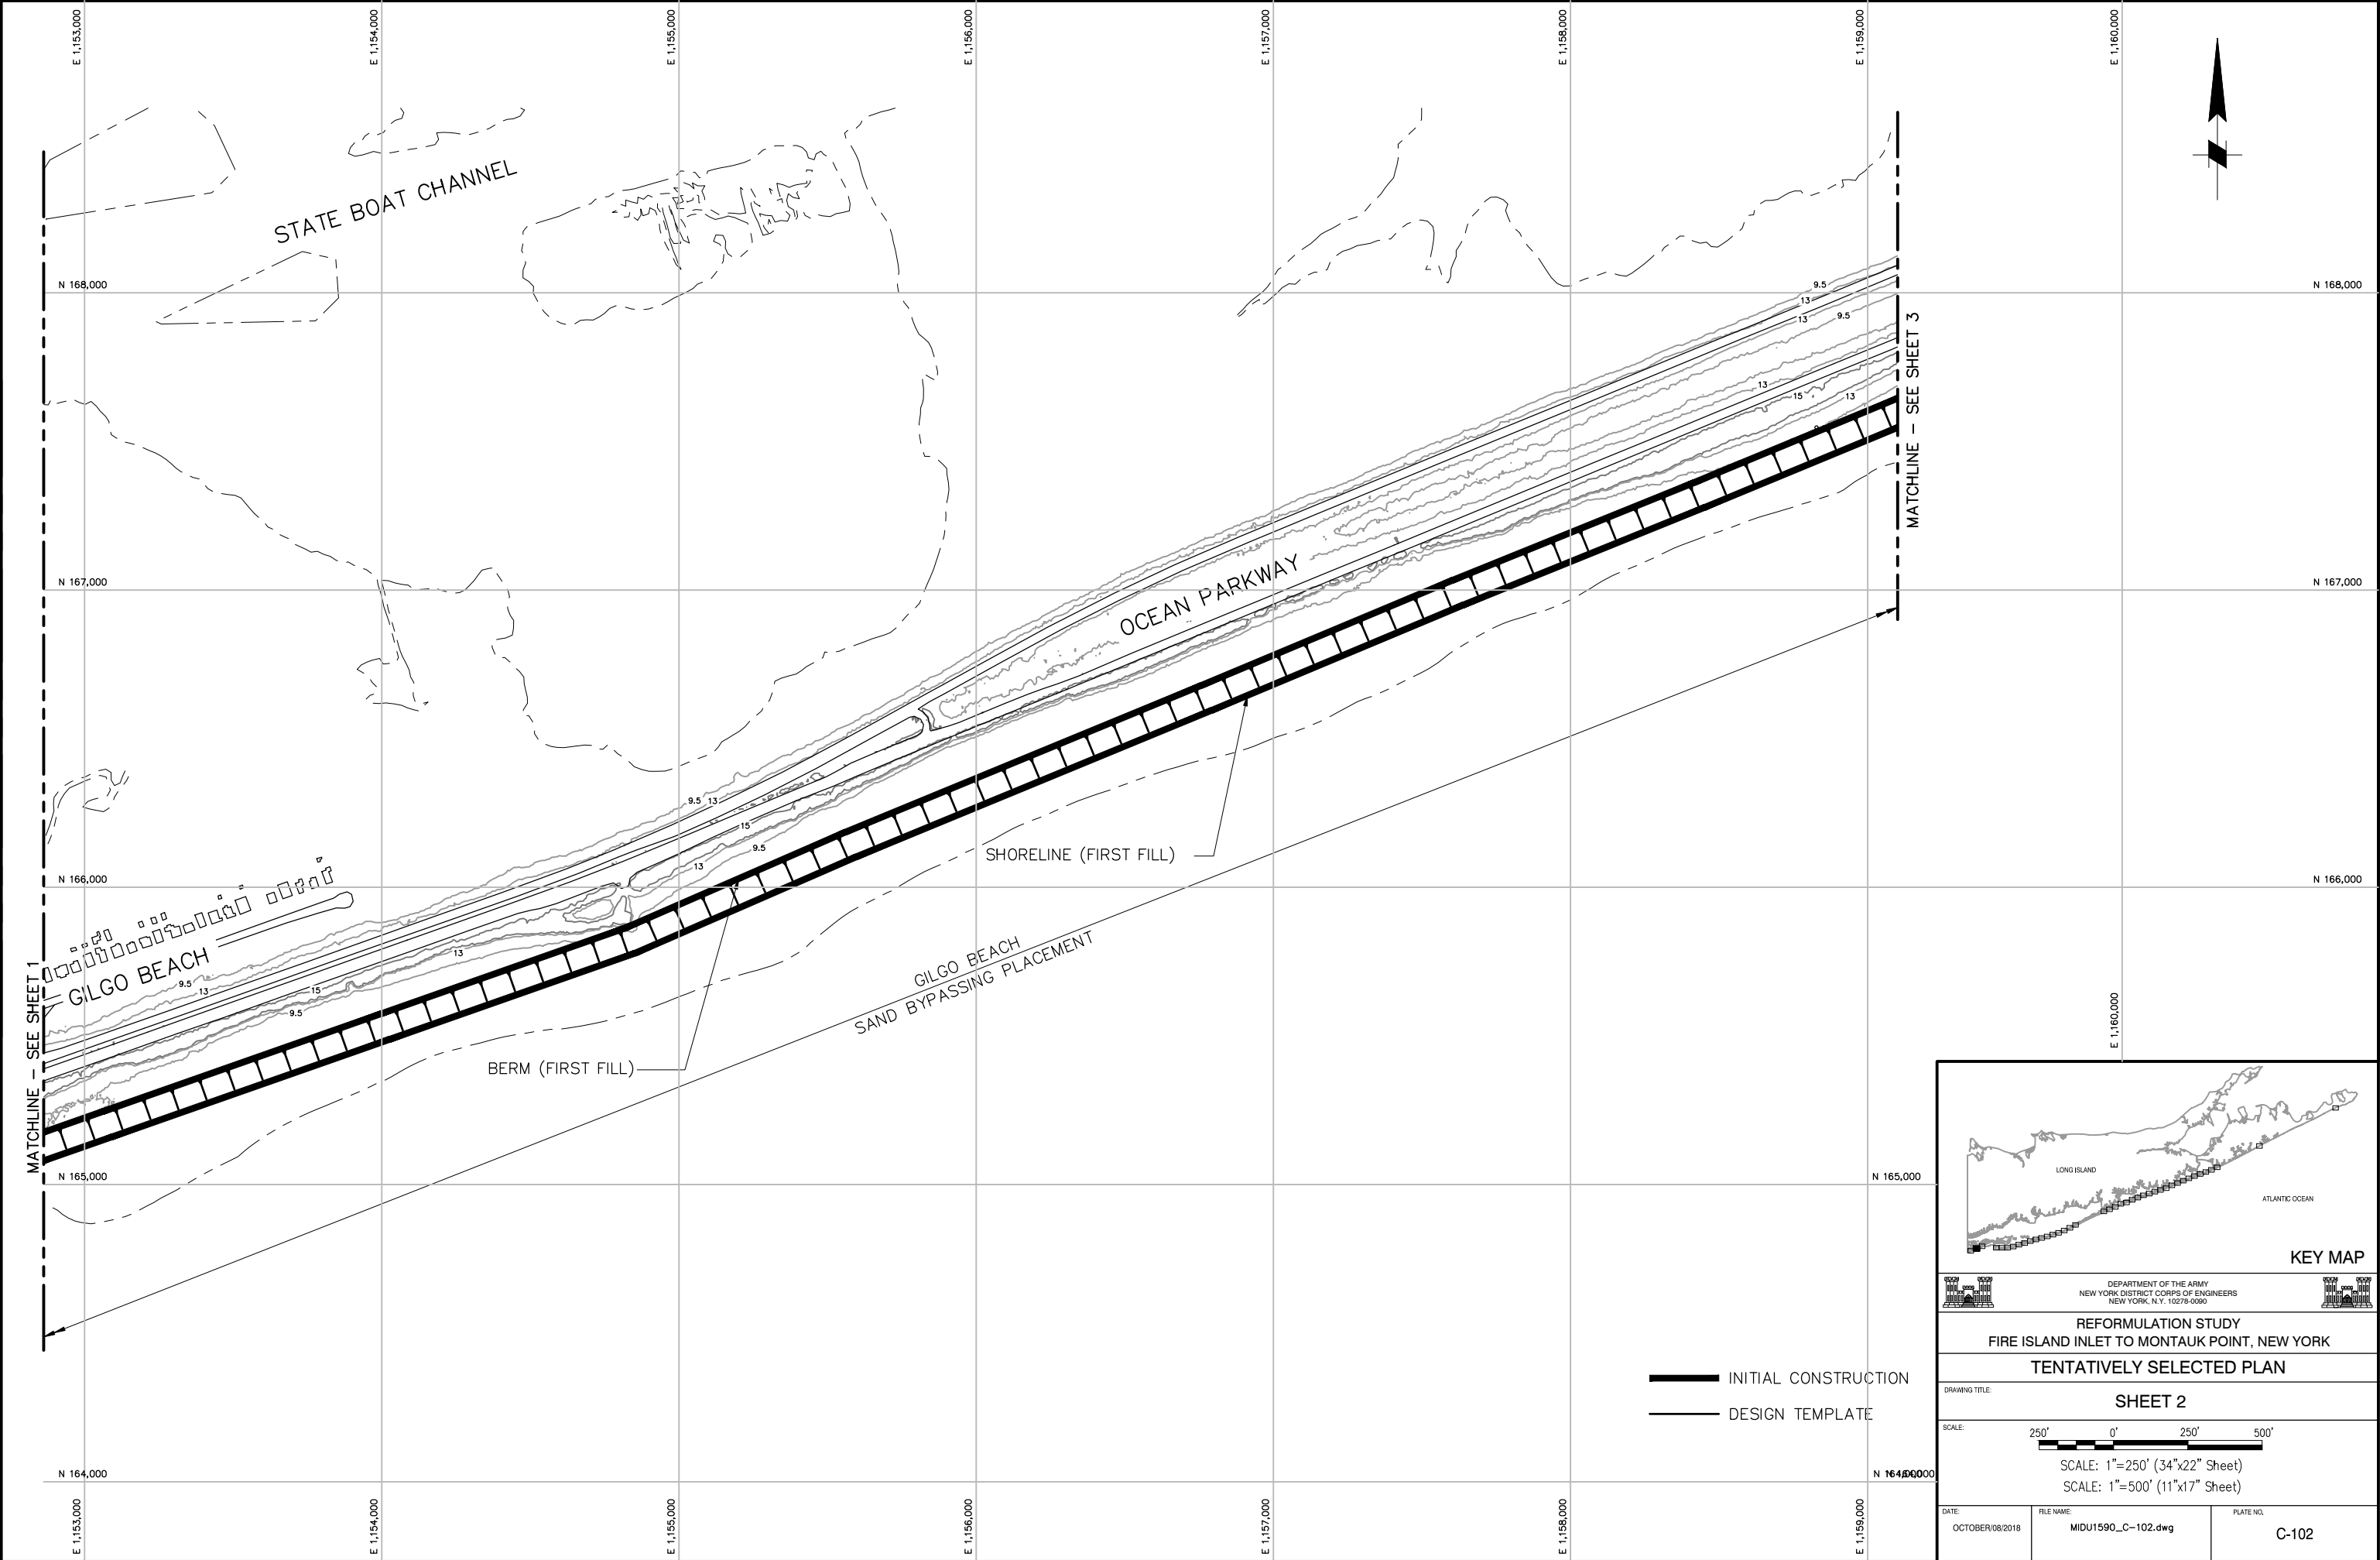 E 1,153,000
E 1,154,000
E 1,155,000
E 1,156,000
E 1,157,000
E 1,158,000
E 1,159,000
E 1,160,000
STATE BOAT CHANNEL
N 168,000
N 168,000
9.5
13
13
9.5
13
15
13
MATCHLINE - SEE SHEET 3
N 167,000
N 167,000
OCEAN PARKWAY
9.5
13
15
9.5
13
SHORELINE (FIRST FILL)
N 166,000
N 166,000
GILGO BEACH
9.5
13
15
13
9.5
MATCHLINE - SEE SHEET 1
GILGO BEACH
SAND BYPASSING PLACEMENT
BERM (FIRST FILL)
E 1,160,000
N 165,000
N 165,000
LONG ISLAND
ATLANTIC OCEAN
KEY MAP
DEPARTMENT OF THE ARMY
NEW YORK DISTRICT CORPS OF ENGINEERS
NEW YORK, N.Y. 10278-0090
REFORMULATION STUDY
FIRE ISLAND INLET TO MONTAUK POINT, NEW YORK
TENTATIVELY SELECTED PLAN
INITIAL CONSTRUCTION
DESIGN TEMPLATE
DRAWING TITLE:
SHEET 2
SCALE:
250' 0' 250' 500'
SCALE: 1"=250' (34"x22" Sheet)
SCALE: 1"=500' (11"x17" Sheet)
N 164,000
DATE:
OCTOBER/08/2018
FILE NAME:
MIDU1590_C-102.dwg
PLATE NO.
C-102
E 1,153,000
E 1,154,000
E 1,155,000
E 1,156,000
E 1,157,000
E 1,158,000
E 1,159,000